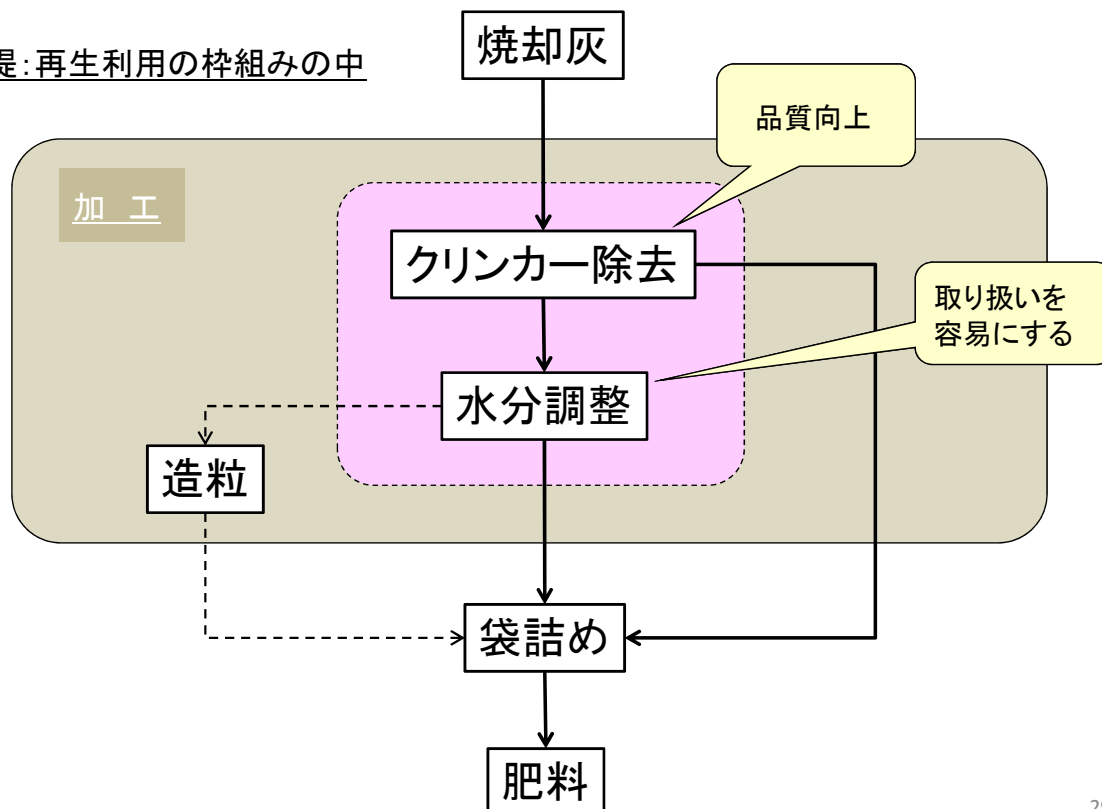 提:再生利用の枠組みの中
焼却灰
品質向上
加　工
クリンカー除去
取り扱いを
容易にする
水分調整
造粒
袋詰め
肥料